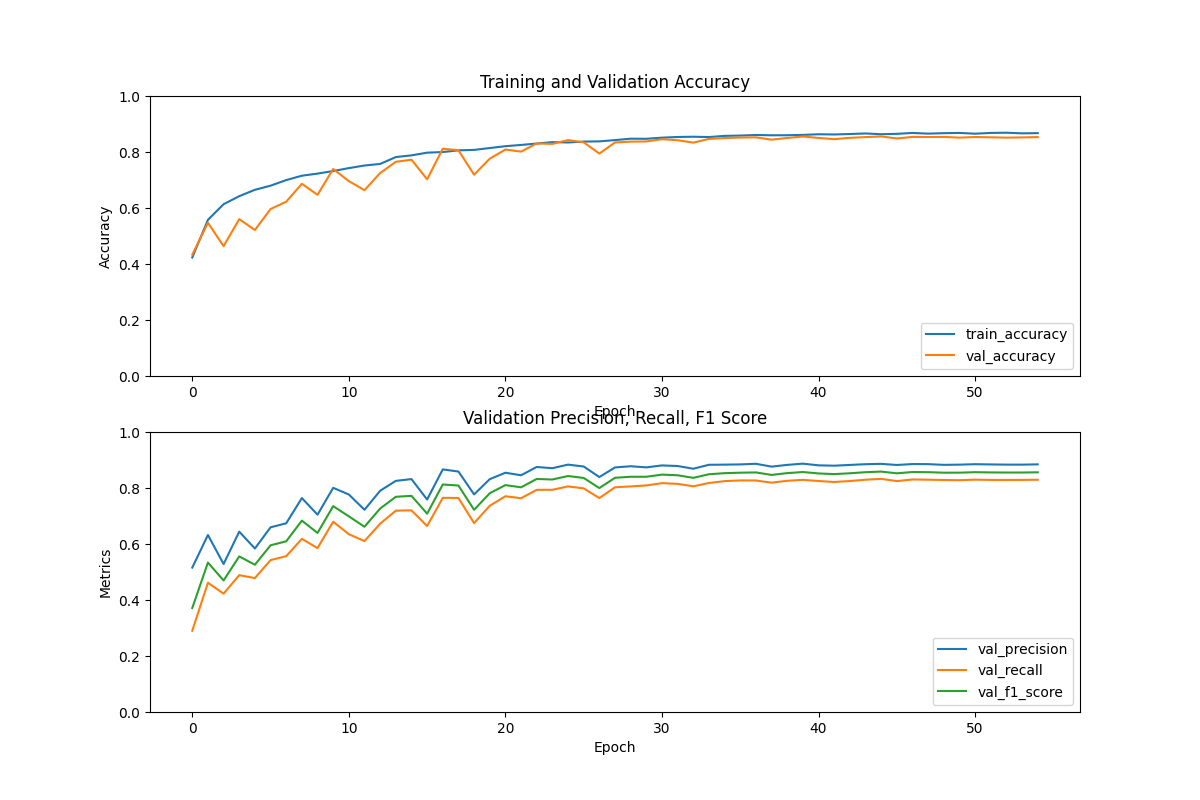 Training and Validation Accuracy
1.0
0.8
0.6
0.4
0.2
0.0
Accuracy
train_accuracy
val_accuracy
0 10 20 30 40 50
Epoch
Validation Precision, Recall, F1 Score
1.0
0.8
0.6
0.4
0.2
0.0
Metrics
val_precision
val_recall
val_f1_score
0 10 20 30 40 50
Epoch